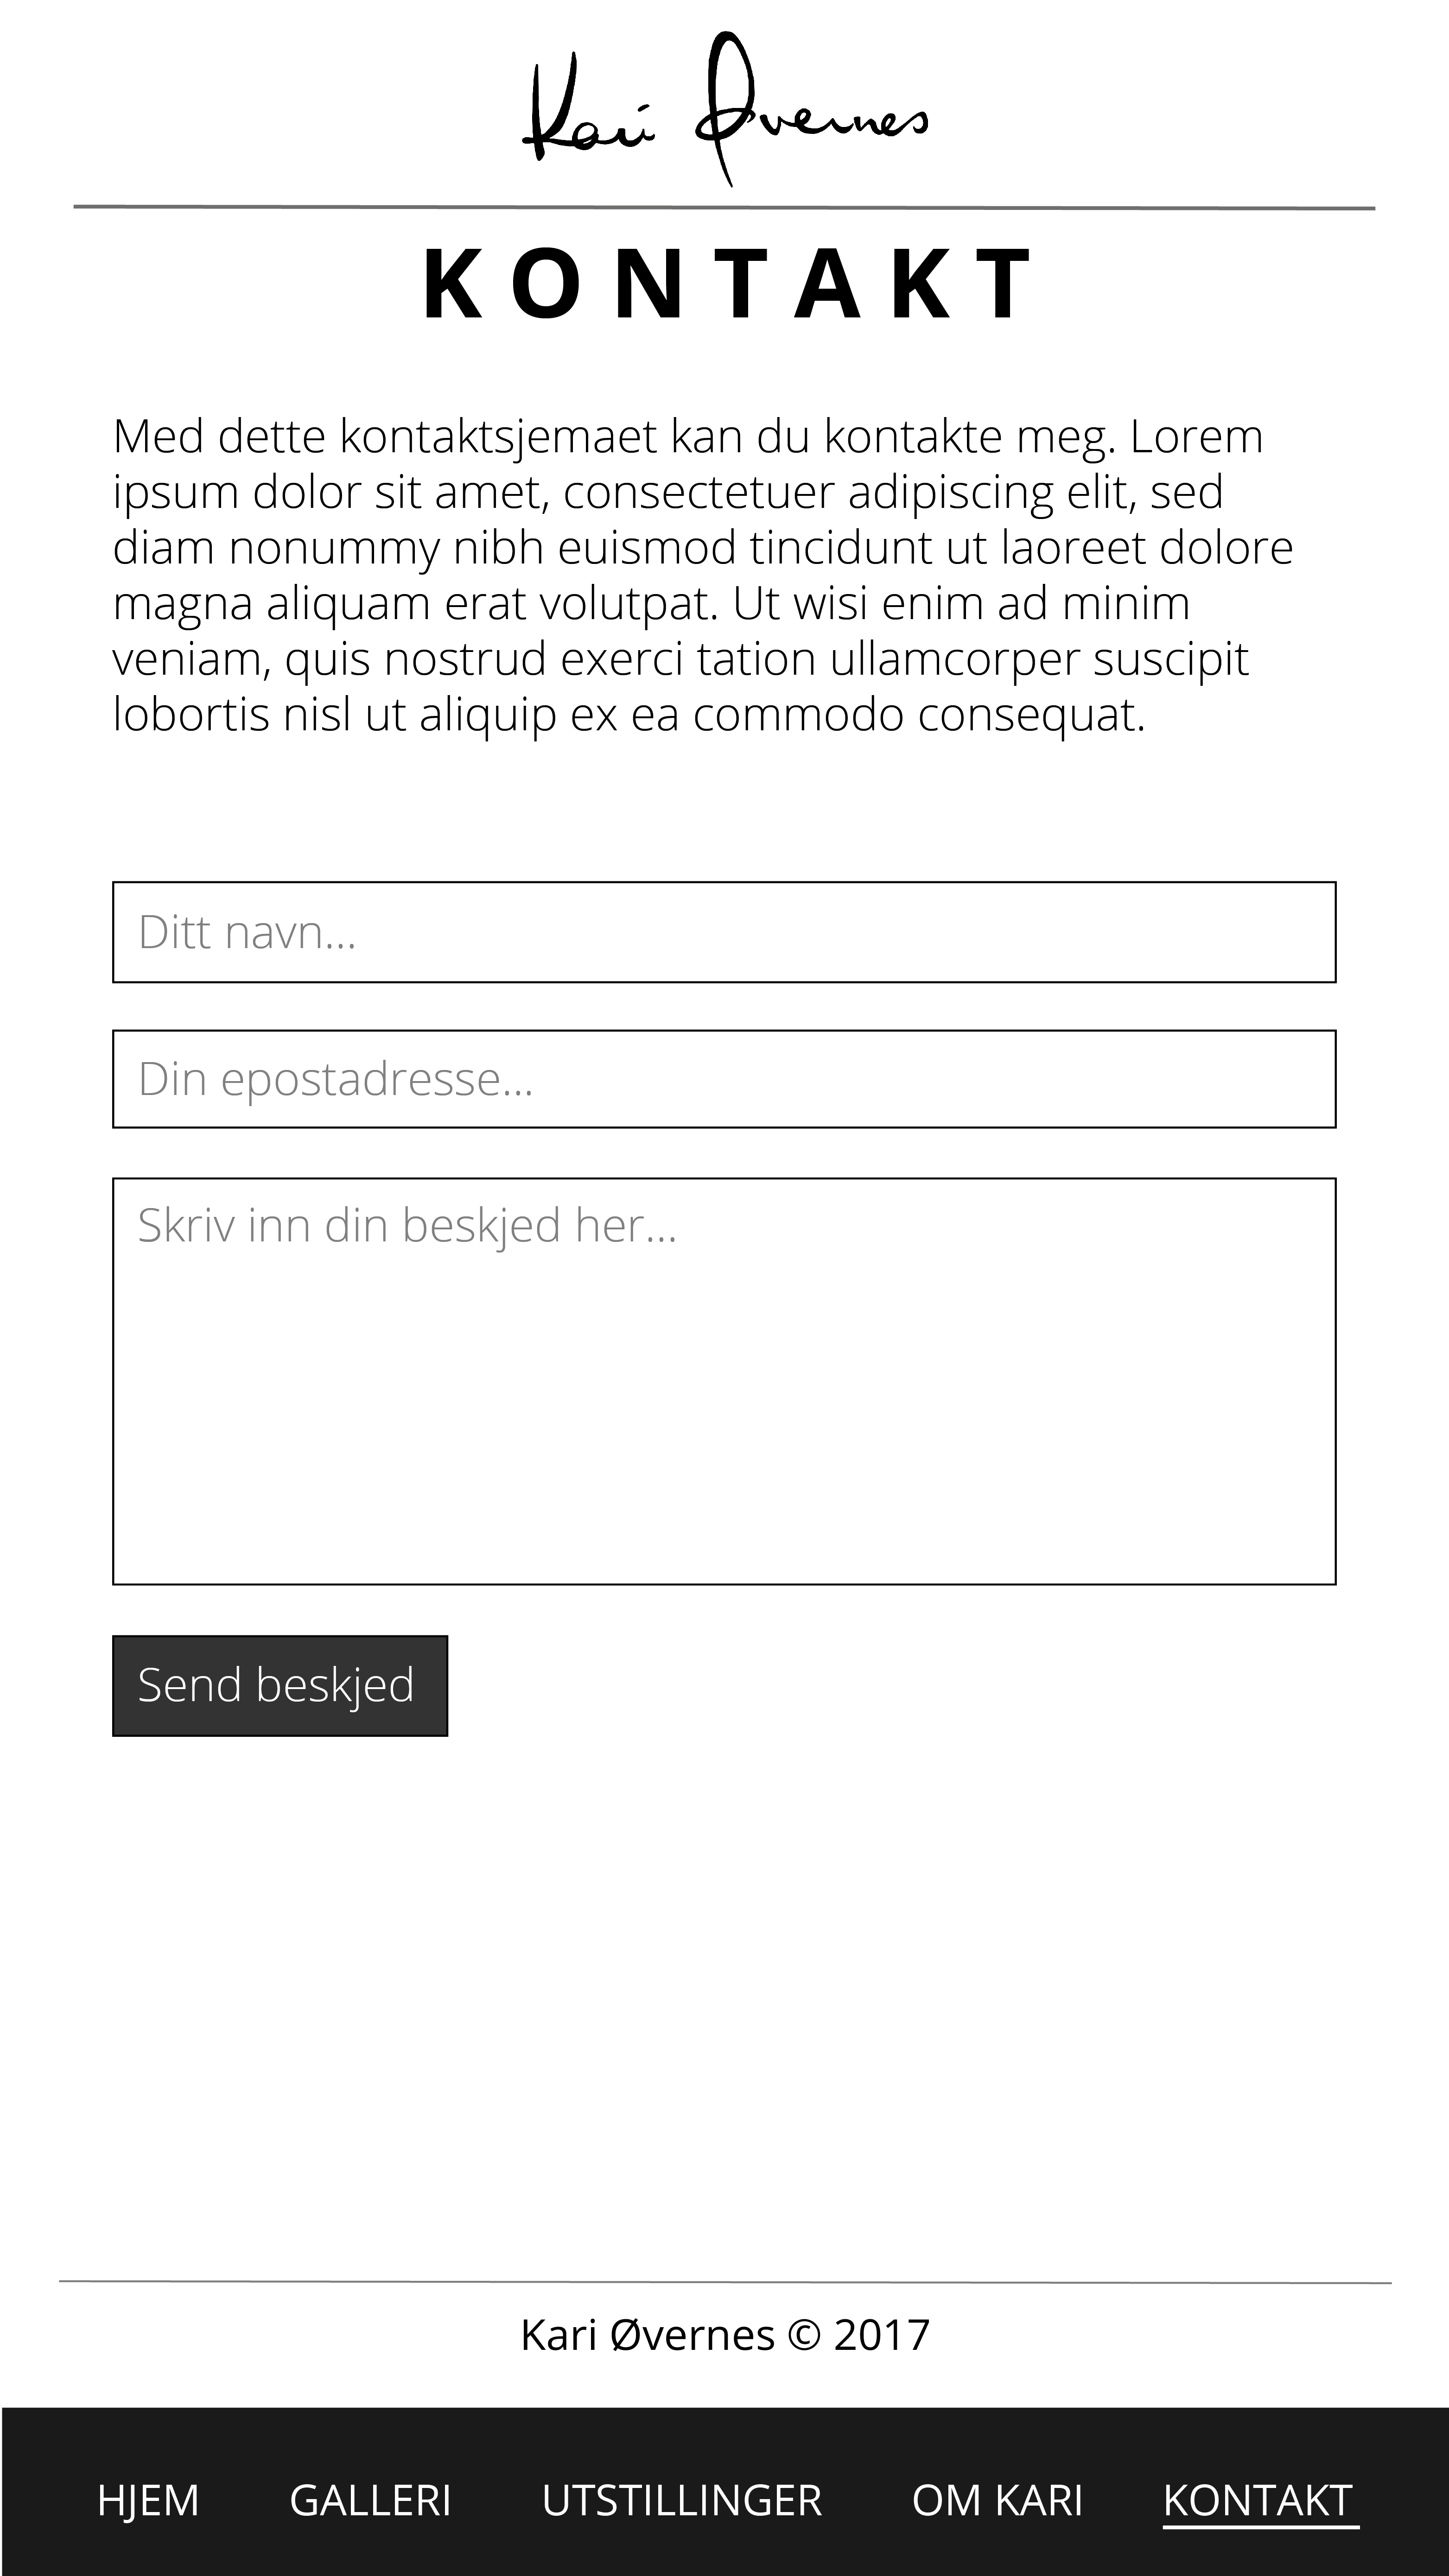 Kari Øvernes
KONTAKT
Med dette kontaktsjemaet kan du kontakte meg. Lorem
ipsum dolor sit amet, consectetuer adipiscing elit, sed
diam nonummy nibh euismod tincidunt ut laoreet dolore
magna aliquam erat volutpat. Ut wisi enim ad minim
veniam, quis nostrud exerci tation ullamcorper suscipit
lobortis nisl ut aliquip ex ea commodo consequat.
Ditt navn...
Din epostadresse...
Skriv inn din beskjed her...
Send beskjed
Kari Øvernes © 2017
HJEM GALLERI UTSTILLINGER OM KARI KONTAKT